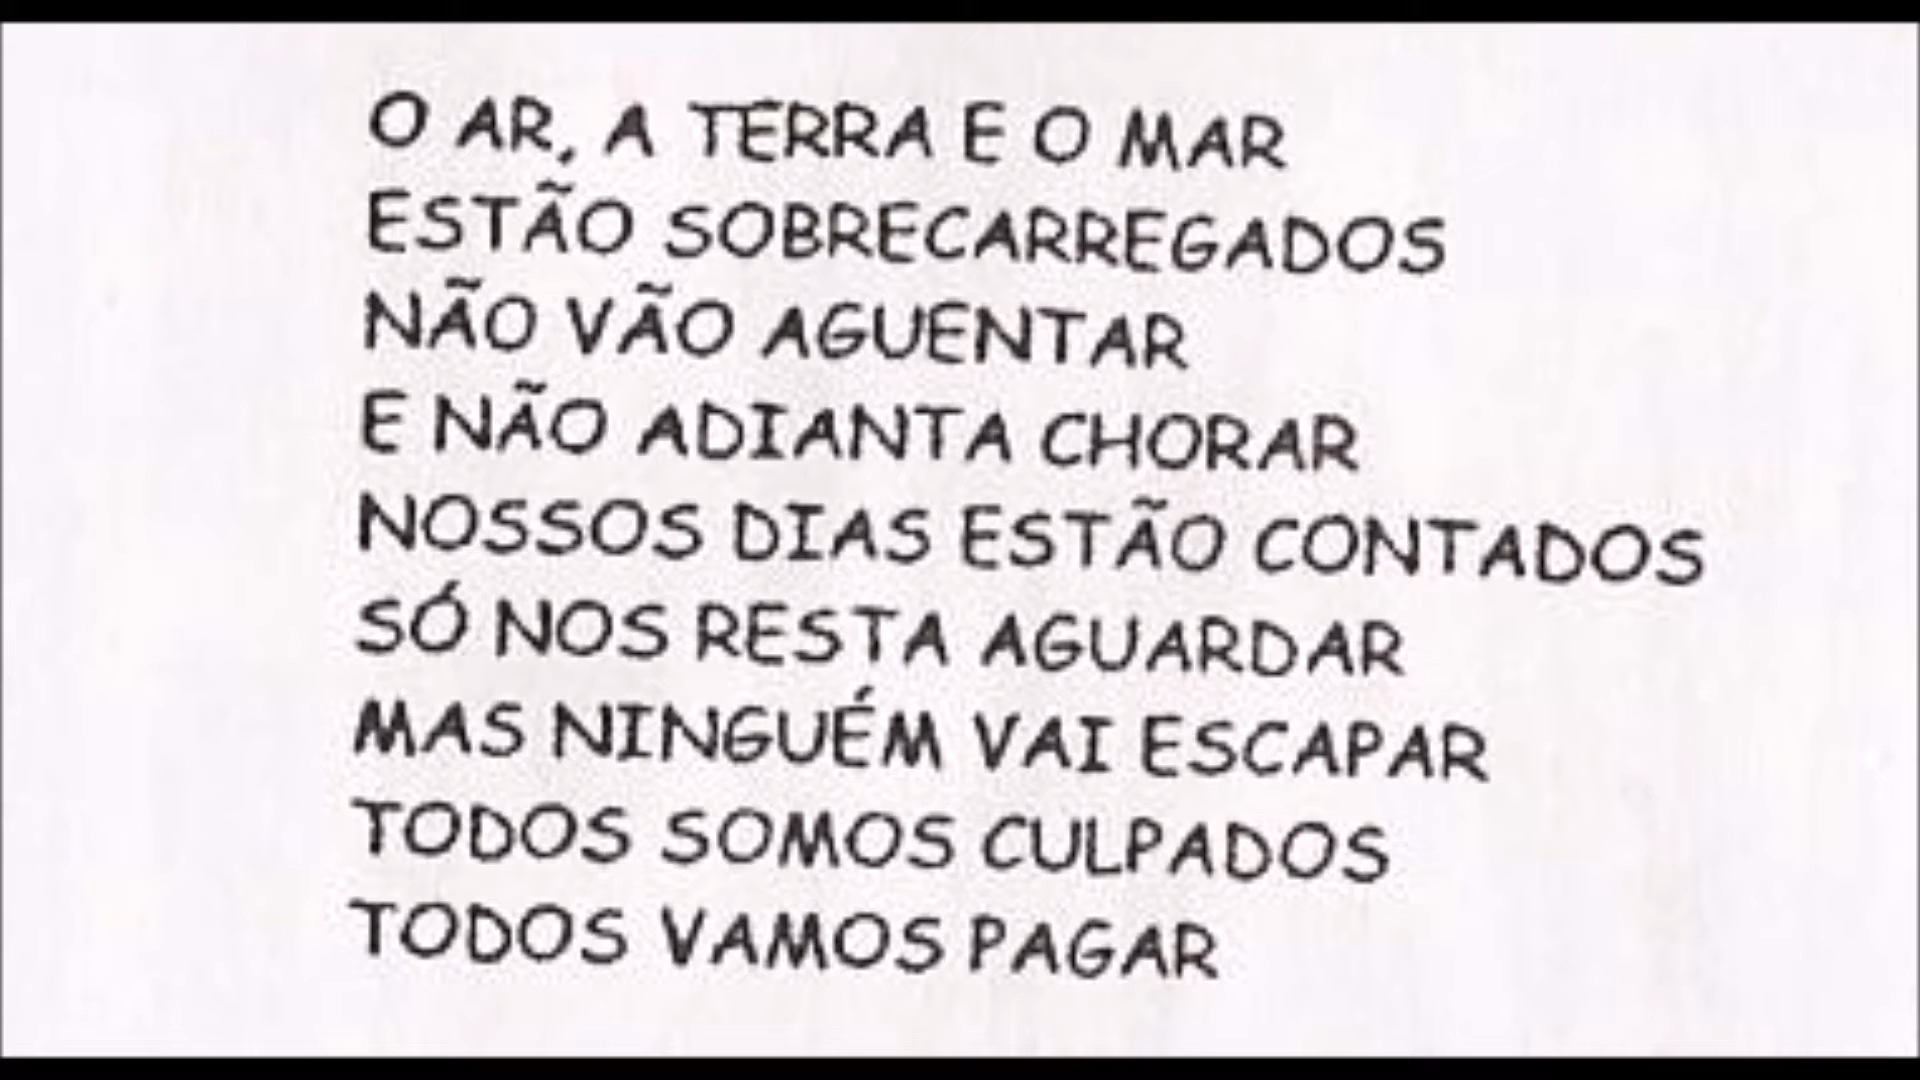 O AR, A TERRA E O MAR
ESTÃO SOBRECARREGADOS
NÃO VÃO AGUENTAR
E NÃO ADIANTA CHORAR
NOSSOS DIAS ESTÃO CONTADOS
SÓ NOS RESTA AGUARDAR
MAS NINGUÉM VAI ESCAPAR
TODOS SOMOS CULPADOS
TODOS VAMOS PAGAR